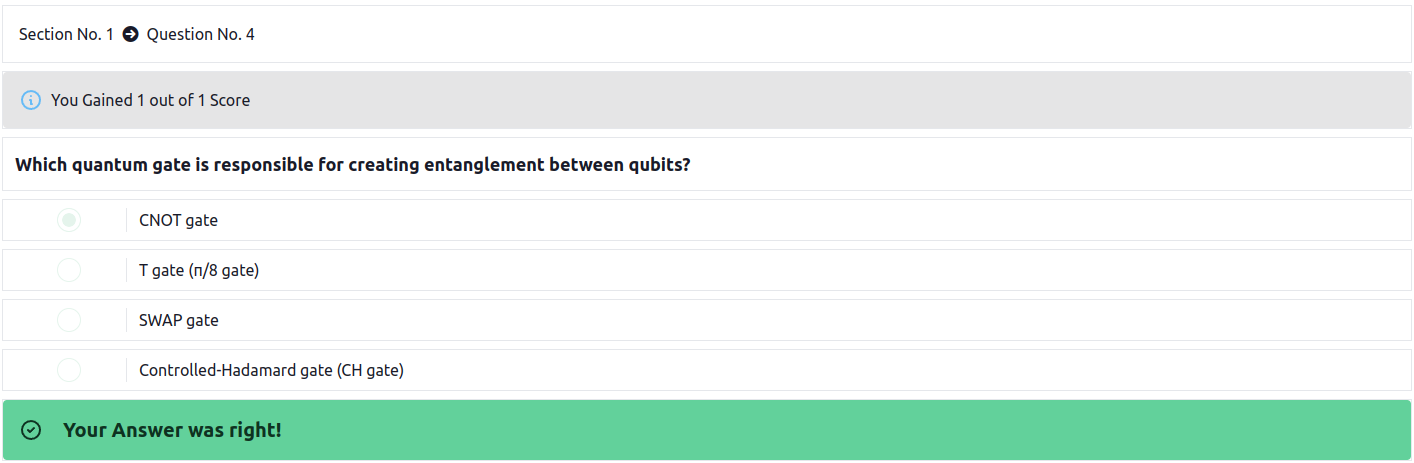 Section No. 1 Question No. 4
You Gained 1 out of 1 Score
Which quantum gate is responsible for creating entanglement between qubits?
CNOT gate
T gate (π/8 gate)
SWAP gate
Controlled-Hadamard gate (CH gate)
Your Answer was right!